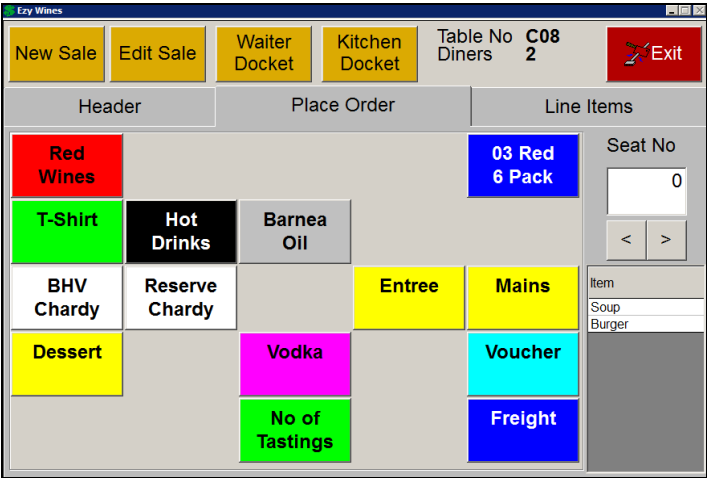 Ezy Wines
New Sale
Edit Sale
Waiter
Docket
Kitchen
Docket
Table No C08
Diners 2
Exit
Header
Place Order
Line Items
Red
Wines
03 Red
6 Pack
Seat No
0
T-Shirt
Hot
Drinks
Barnea
Oil
< >
BHV
Chardy
Reserve
Chardy
Entree
Mains
Item
Soup
Burger
Dessert
Vodka
Voucher
No of
Tastings
Freight